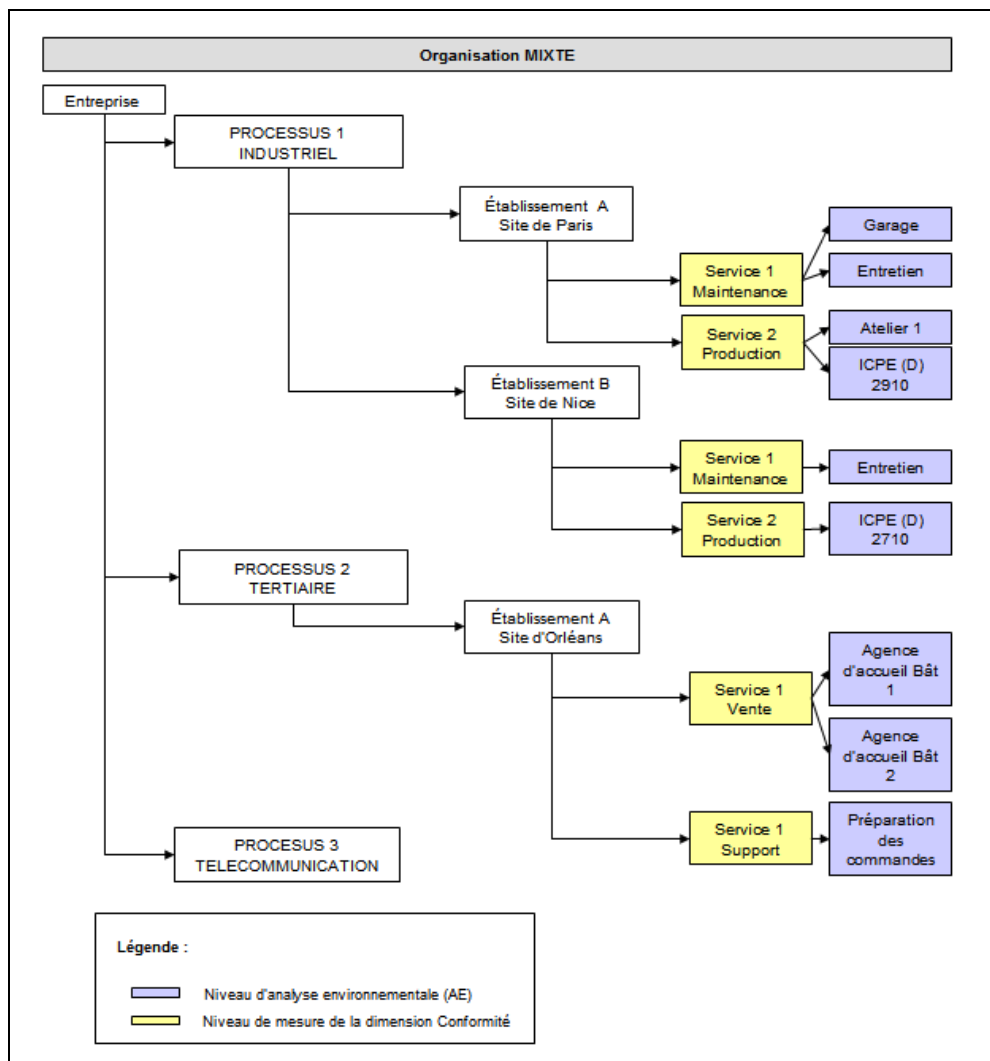 Organisation MIXTE
Entreprise
PROCESSUS 1
INDUSTRIEL
Établissement A
Site de Paris
Garage
Service 1
Maintenance
Entretien
Service 2
Production
Atelier 1
ICPE (D)
2910
Établissement B
Site de Nice
Service 1
Maintenance
Entretien
Service 2
Production
ICPE (D)
2710
PROCESSUS 2
TERTIAIRE
Établissement A
Site d'Orléans
Service 1
Vente
Agence
d'accueil Bât
1
Agence
d'accueil Bât
2
Service 1
Support
Préparation
des
commandes
PROCESUS 3
TELECOMMUNICATION
Légende :
Niveau d'analyse environnementale (AE)
Niveau de mesure de la dimension Conformité